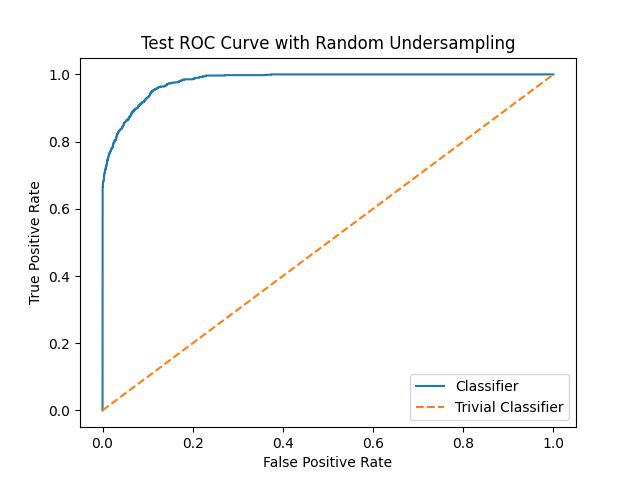 Test ROC Curve with Random Undersampling
True Positive Rate
1.0
0.8
0.6
0.4
0.2
0.0
0.0 0.2 0.4 0.6 0.8 1.0
False Positive Rate
Classifier
Trivial Classifier